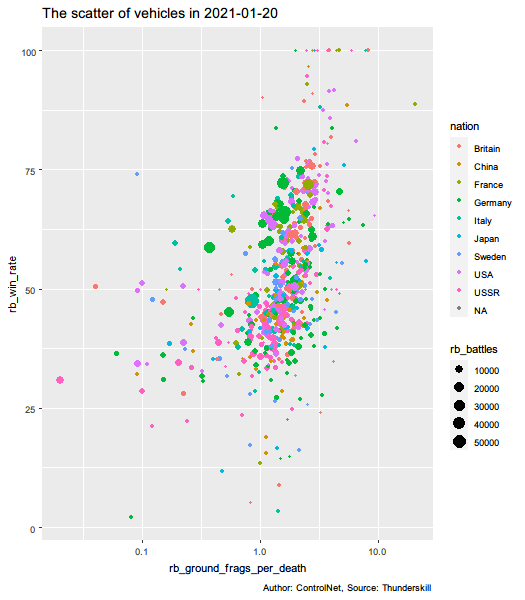 The scatter of vehicles in 2021-01-20
rb_win_rate
100
75
50
25
0
0.1
1.0
10.0
rb_ground_frags_per_death
nation
Britain
China
France
Germany
Italy
Japan
Sweden
USA
USSR
NA
rb_battles
10000
20000
30000
40000
50000
Author: ControlNet, Source: Thunderskill